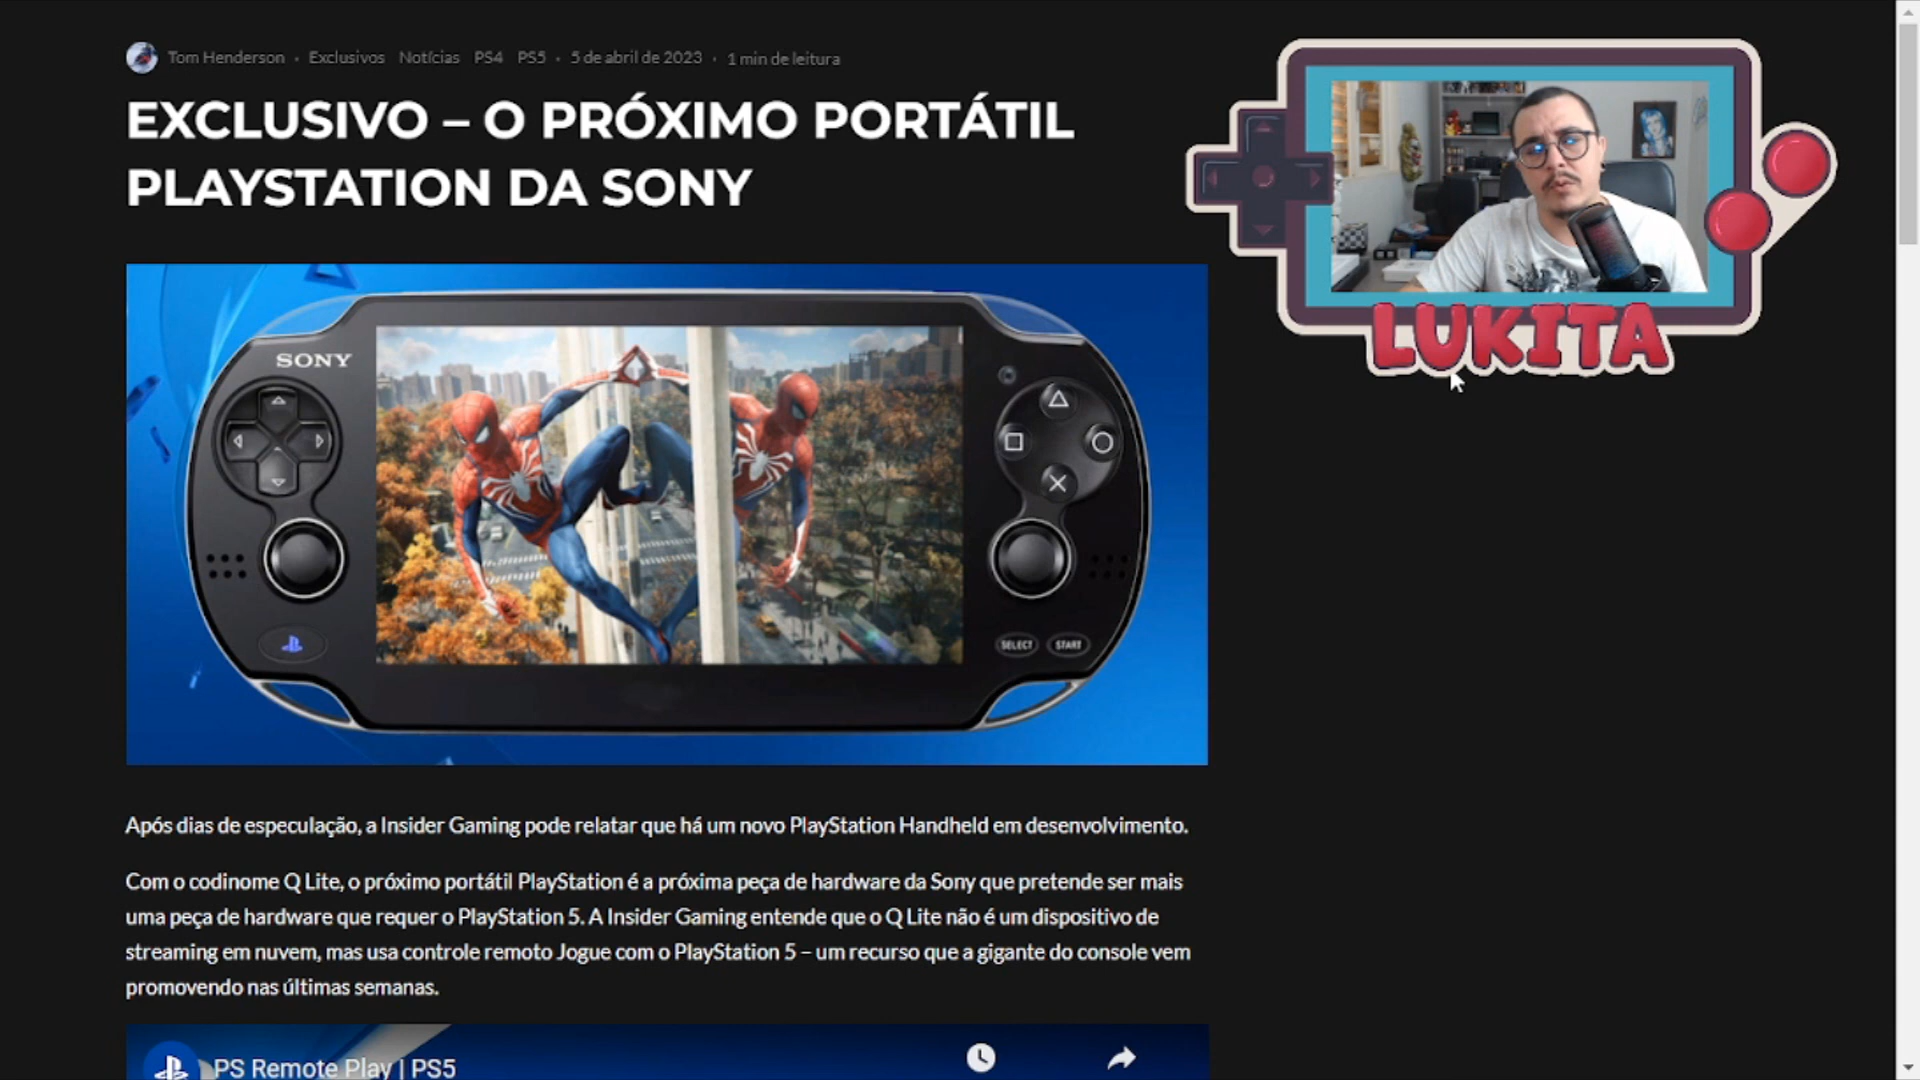 Tom Henderson • Exclusivos Notícias PS4 PS5 • 5 de abril de 2023 • 1 min de leitura
EXCLUSIVO – O PRÓXIMO PORTÁTIL
PLAYSTATION DA SONY
LUKITA
SONY
SELECT START
Após dias de especulação, a Insider Gaming pode relatar que há um novo PlayStation Handheld em desenvolvimento.
Com o codinome Q Lite, o próximo portátil PlayStation é a próxima peça de hardware da Sony que pretende ser mais
uma peça de hardware que requer o PlayStation 5. A Insider Gaming entende que o Q Lite não é um dispositivo de
streaming em nuvem, mas usa controle remoto Jogue com o PlayStation 5 – um recurso que a gigante do console vem
promovendo nas últimas semanas.
PS Remote Play | PS5